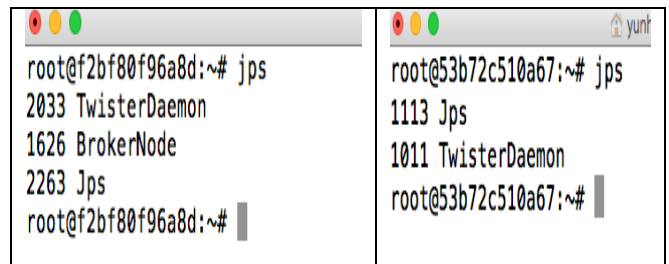 root@f2bf80f96a8d:~# jps
2033 TwisterDaemon
1626 BrokerNode
2263 Jps
root@f2bf80f96a8d:~#
yunh
root@53b72c510a67:~# jps
1113 Jps
1011 TwisterDaemon
root@53b72c510a67:~#